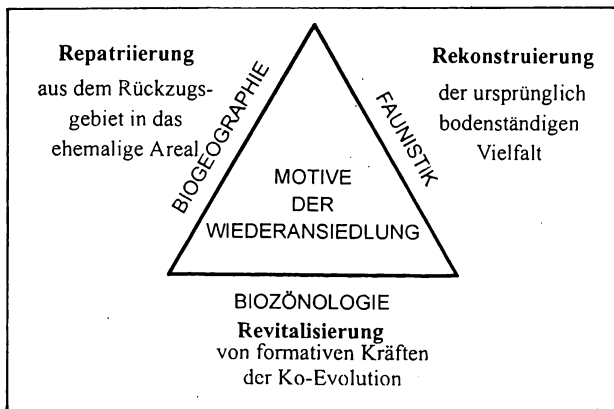 Repatriierung
aus dem Rückzugs-
gebiet in das
ehemalige Areal
BIOGEOGRAPHIE
Rekonstruierung
der ursprünglich
bodenständigen
Vielfalt
FAUNISTIK
MOTIVE
DER
WIEDERANSIEDLUNG
BIOZÖNOLOGIE
Revitalisierung
von formativen Kräften
der Ko-Evolution